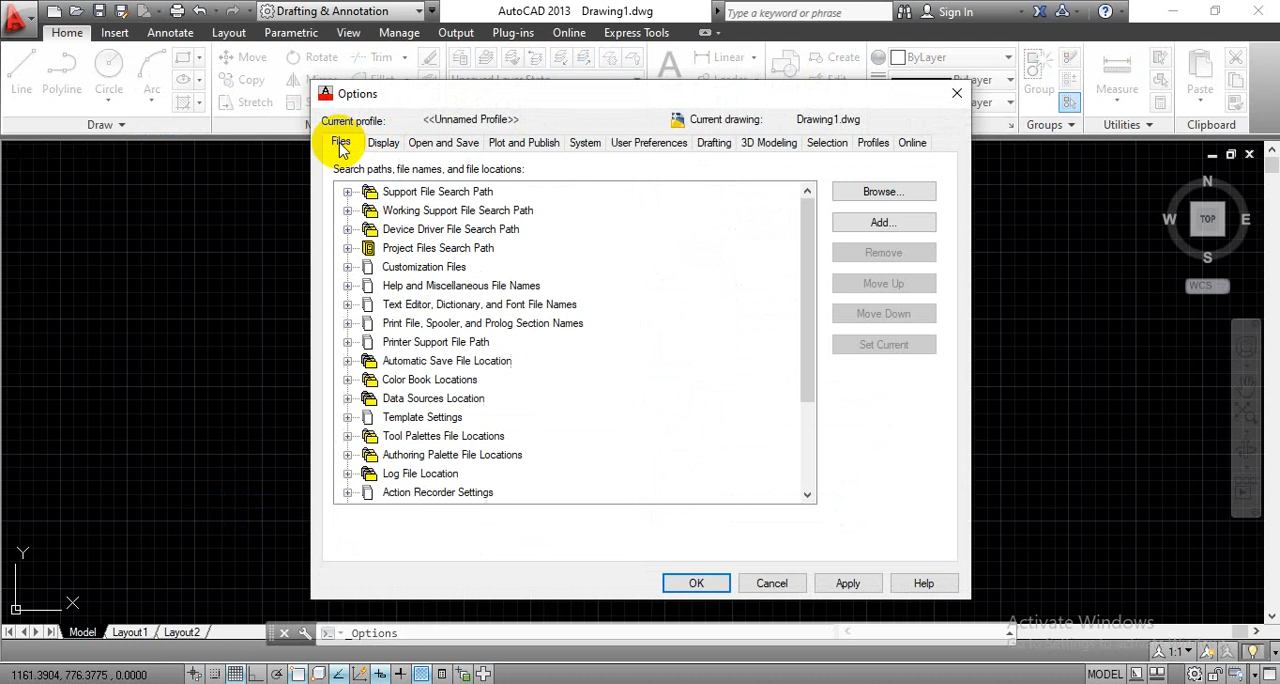 Drafting & Annotation
AutoCAD 2013 Drawing1.dwg
Type a keyword or phrase
Sign In
Home Insert Annotate Layout Parametric View Manage Output Plug-ins Online Express Tools
Line Polyline Circle Arc
Move Rotate Trim
Copy
Stretch
Linear
Create
ByLayer
Group Measure Paste
Draw
Groups Utilities Clipboard
Options
Current profile: <<Unnamed Profile>> Current drawing: Drawing1.dwg
Files Display Open and Save Plot and Publish System User Preferences Drafting 3D Modeling Selection Profiles Online
Search paths, file names, and file locations:
Support File Search Path
Working Support File Search Path
Device Driver File Search Path
Project Files Search Path
Customization Files
Help and Miscellaneous File Names
Text Editor, Dictionary, and Font File Names
Print File, Spooler, and Prolog Section Names
Printer Support File Path
Automatic Save File Location
Color Book Locations
Data Sources Location
Template Settings
Tool Palettes File Locations
Authoring Palette File Locations
Log File Location
Action Recorder Settings
Browse...
Add...
Remove
Move Up
Move Down
Set Current
OK Cancel Apply Help
N
W TOP E
S
WCS
Y
X
Activate Windows
Model Layout1 Layout2
_Options
1:1
1161.3904, 776.3775 , 0.0000
MODEL